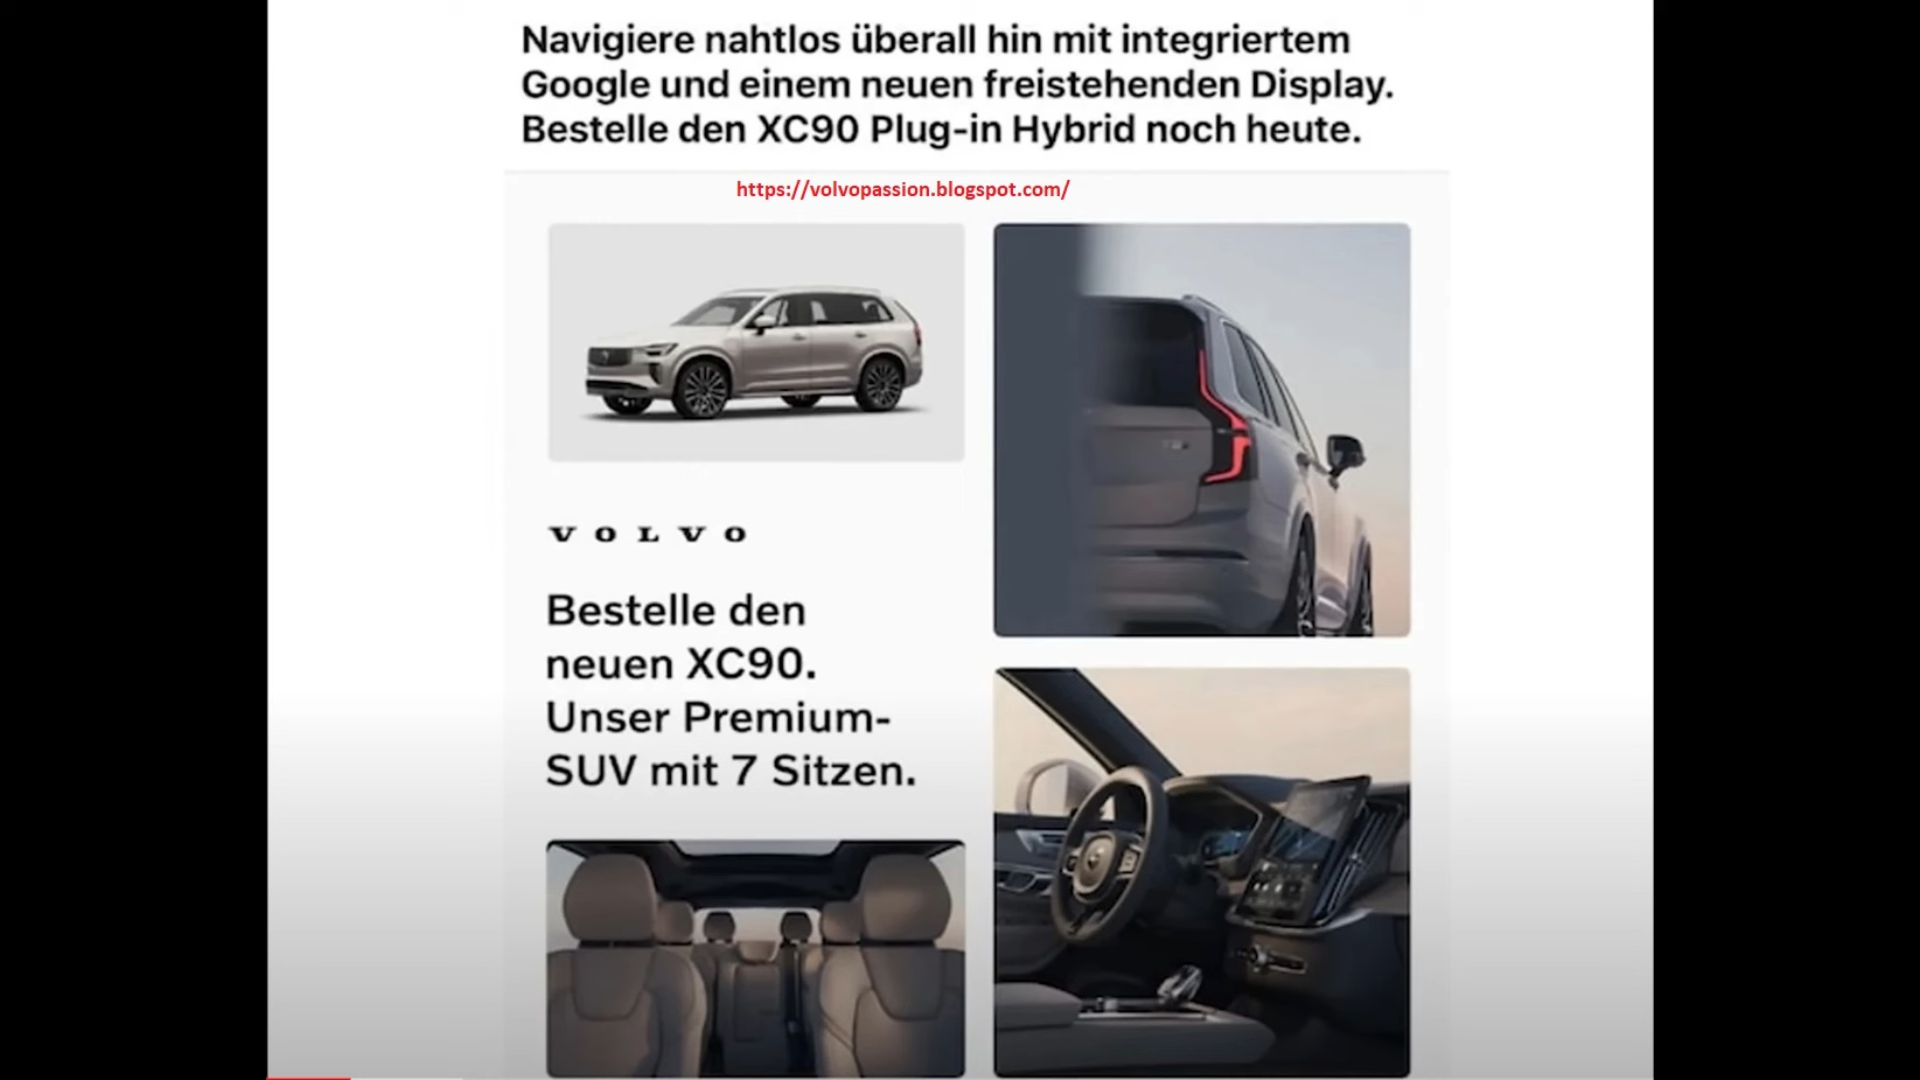 Navigiere nahtlos überall hin mit integriertem
Google und einem neuen freistehenden Display.
Bestelle den XC90 Plug-in Hybrid noch heute.
https://volvopassion.blogspot.com/
VOLVO
Bestelle den
neuen XC90.
Unser Premium-
SUV mit 7 Sitzen.